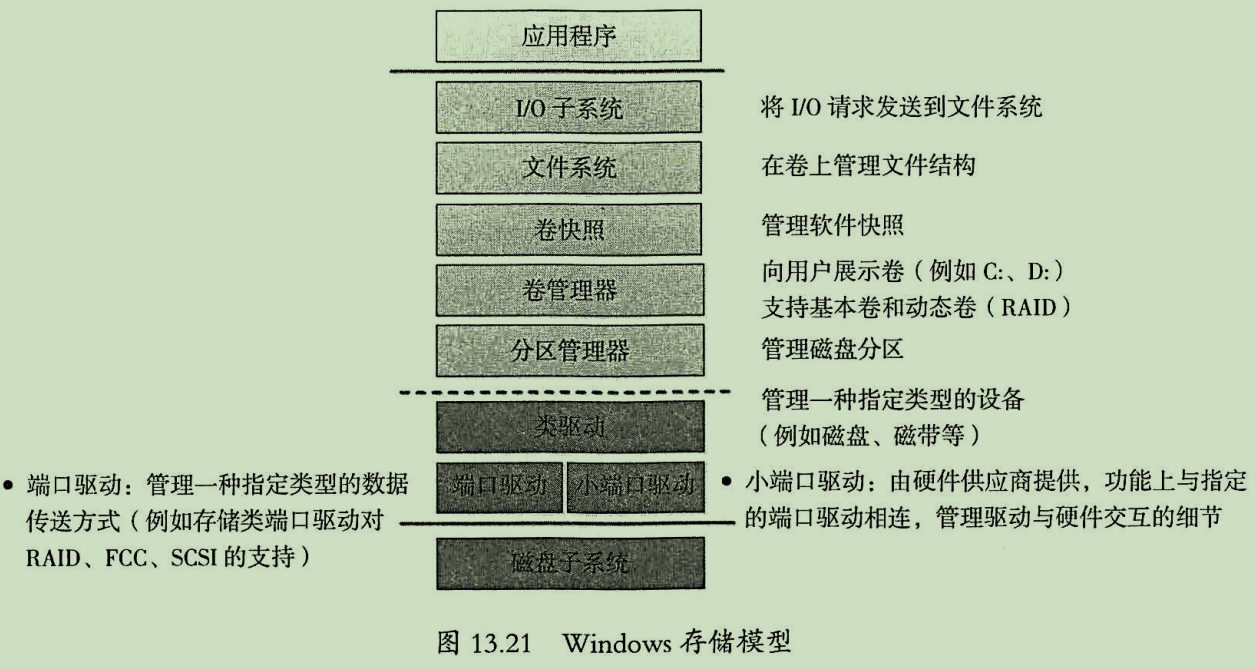 应用程序
I/O 子系统
将 I/O 请求发送到文件系统
文件系统
在卷上管理文件结构
卷快照
管理软件快照
卷管理器
向用户展示卷（例如 C:、D:）
支持基本卷和动态卷（RAID）
分区管理器
管理磁盘分区
类驱动
管理一种指定类型的设备
（例如磁盘、磁带等）
端口驱动
小端口驱动
• 端口驱动：管理一种指定类型的数据
传送方式（例如存储类端口驱动对
RAID、FCC、SCSI 的支持）
• 小端口驱动：由硬件供应商提供，功能上与指定
的端口驱动相连，管理驱动与硬件交互的细节
磁盘子系统
图 13.21 Windows 存储模型